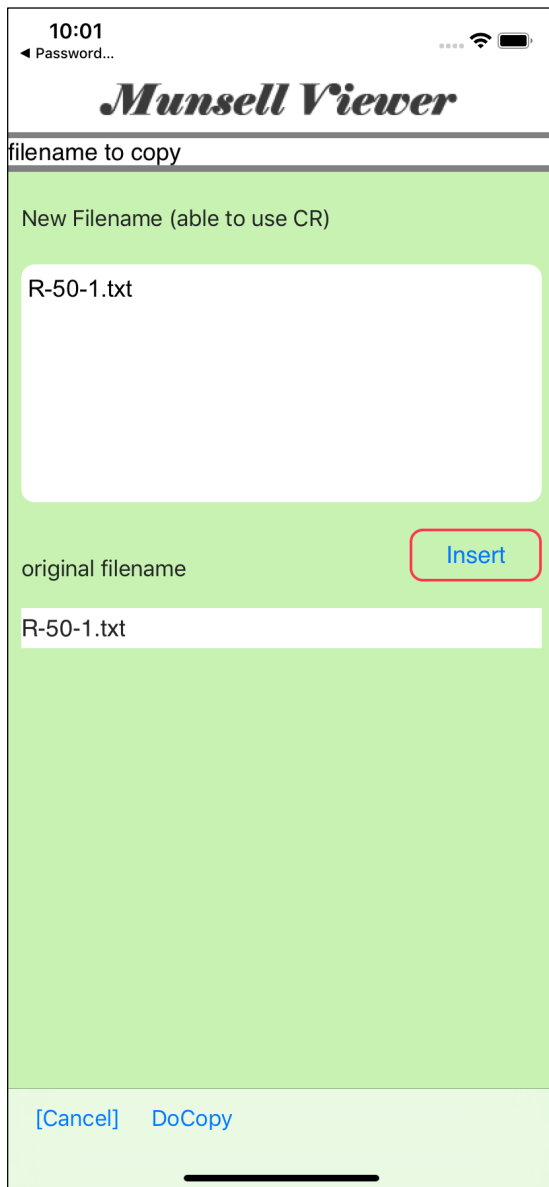 10:01
◀ Password...
Munsell Viewer
filename to copy
New Filename (able to use CR)
R-50-1.txt
Insert
original filename
R-50-1.txt
[Cancel] DoCopy